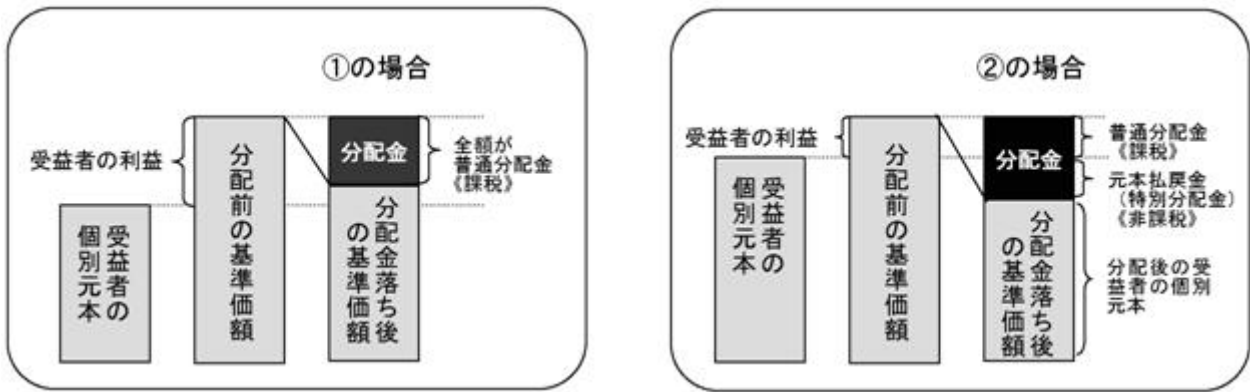 ①の場合
受益者の利益
受益者の
個別元本
分配前の基準価額
分配金
分配金落ち後
の基準価額
全額が
普通分配金
《課税》
②の場合
受益者の利益
受益者の
個別元本
分配前の基準価額
分配金
分配金落ち後
の基準価額
普通分配金
《課税》
元本払戻金
(特別分配金)
《非課税》
分配後の受
益者の個別
元本